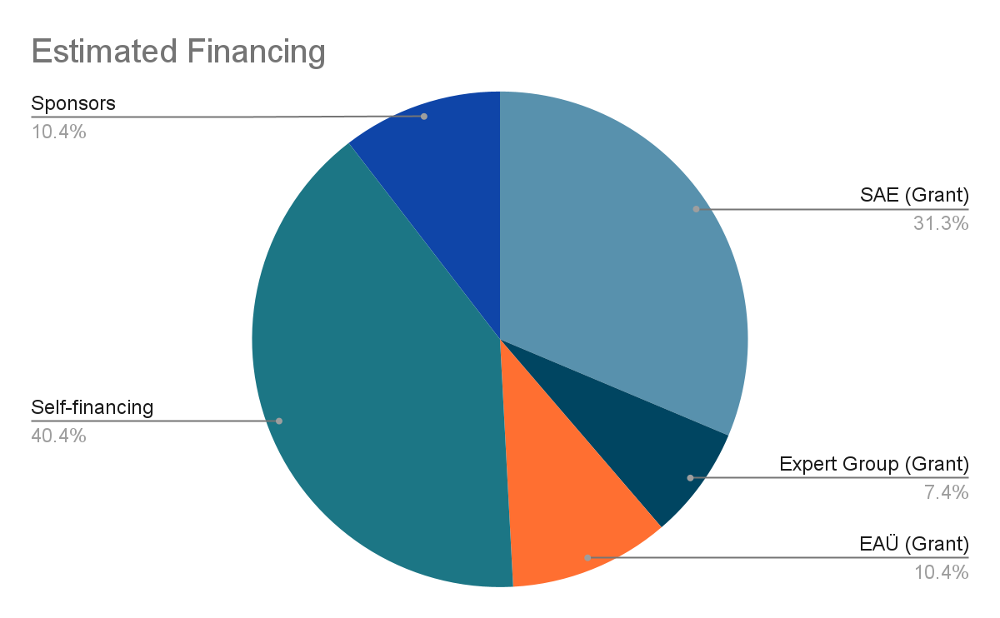 Estimated Financing
Sponsors
10.4%
SAE (Grant)
31.3%
Self-financing
40.4%
Expert Group (Grant)
7.4%
EAÜ (Grant)
10.4%